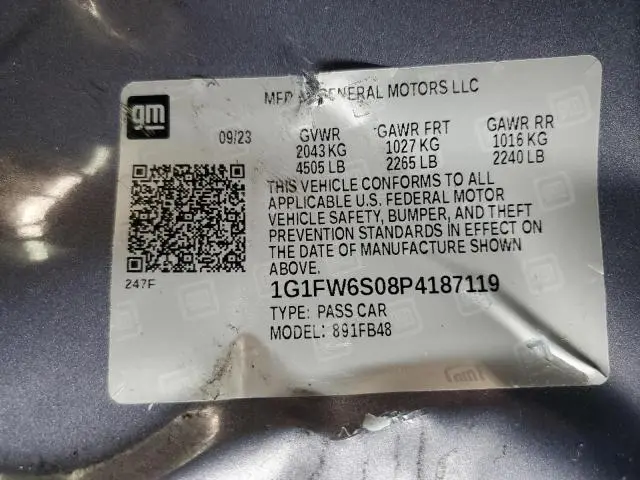 gm
MFD BY GENERAL MOTORS LLC
09/23 GVWR GAWR FRT GAWR RR
2043 KG 1027 KG 1016 KG
4505 LB 2265 LB 2240 LB
THIS VEHICLE CONFORMS TO ALL
APPLICABLE U.S. FEDERAL MOTOR
VEHICLE SAFETY, BUMPER, AND THEFT
PREVENTION STANDARDS IN EFFECT ON
THE DATE OF MANUFACTURE SHOWN
ABOVE.
247F
1G1FW6S08P4187119
TYPE: PASS CAR
MODEL: 891FB48
gm